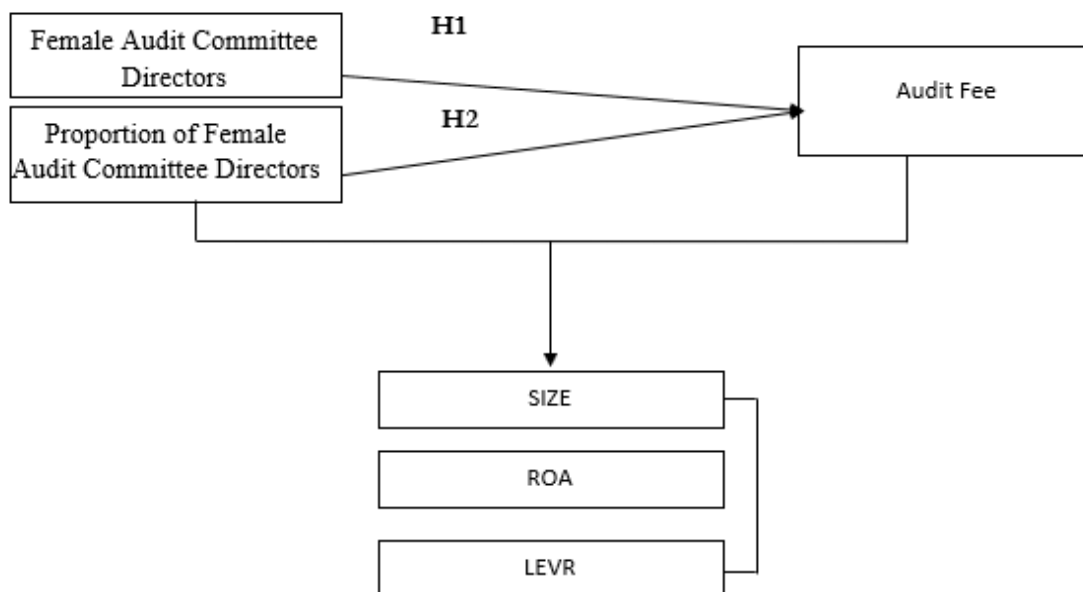 H1
Female Audit Committee
Directors
Audit Fee
H2
Proportion of Female
Audit Committee Directors
SIZE
ROA
LEVR